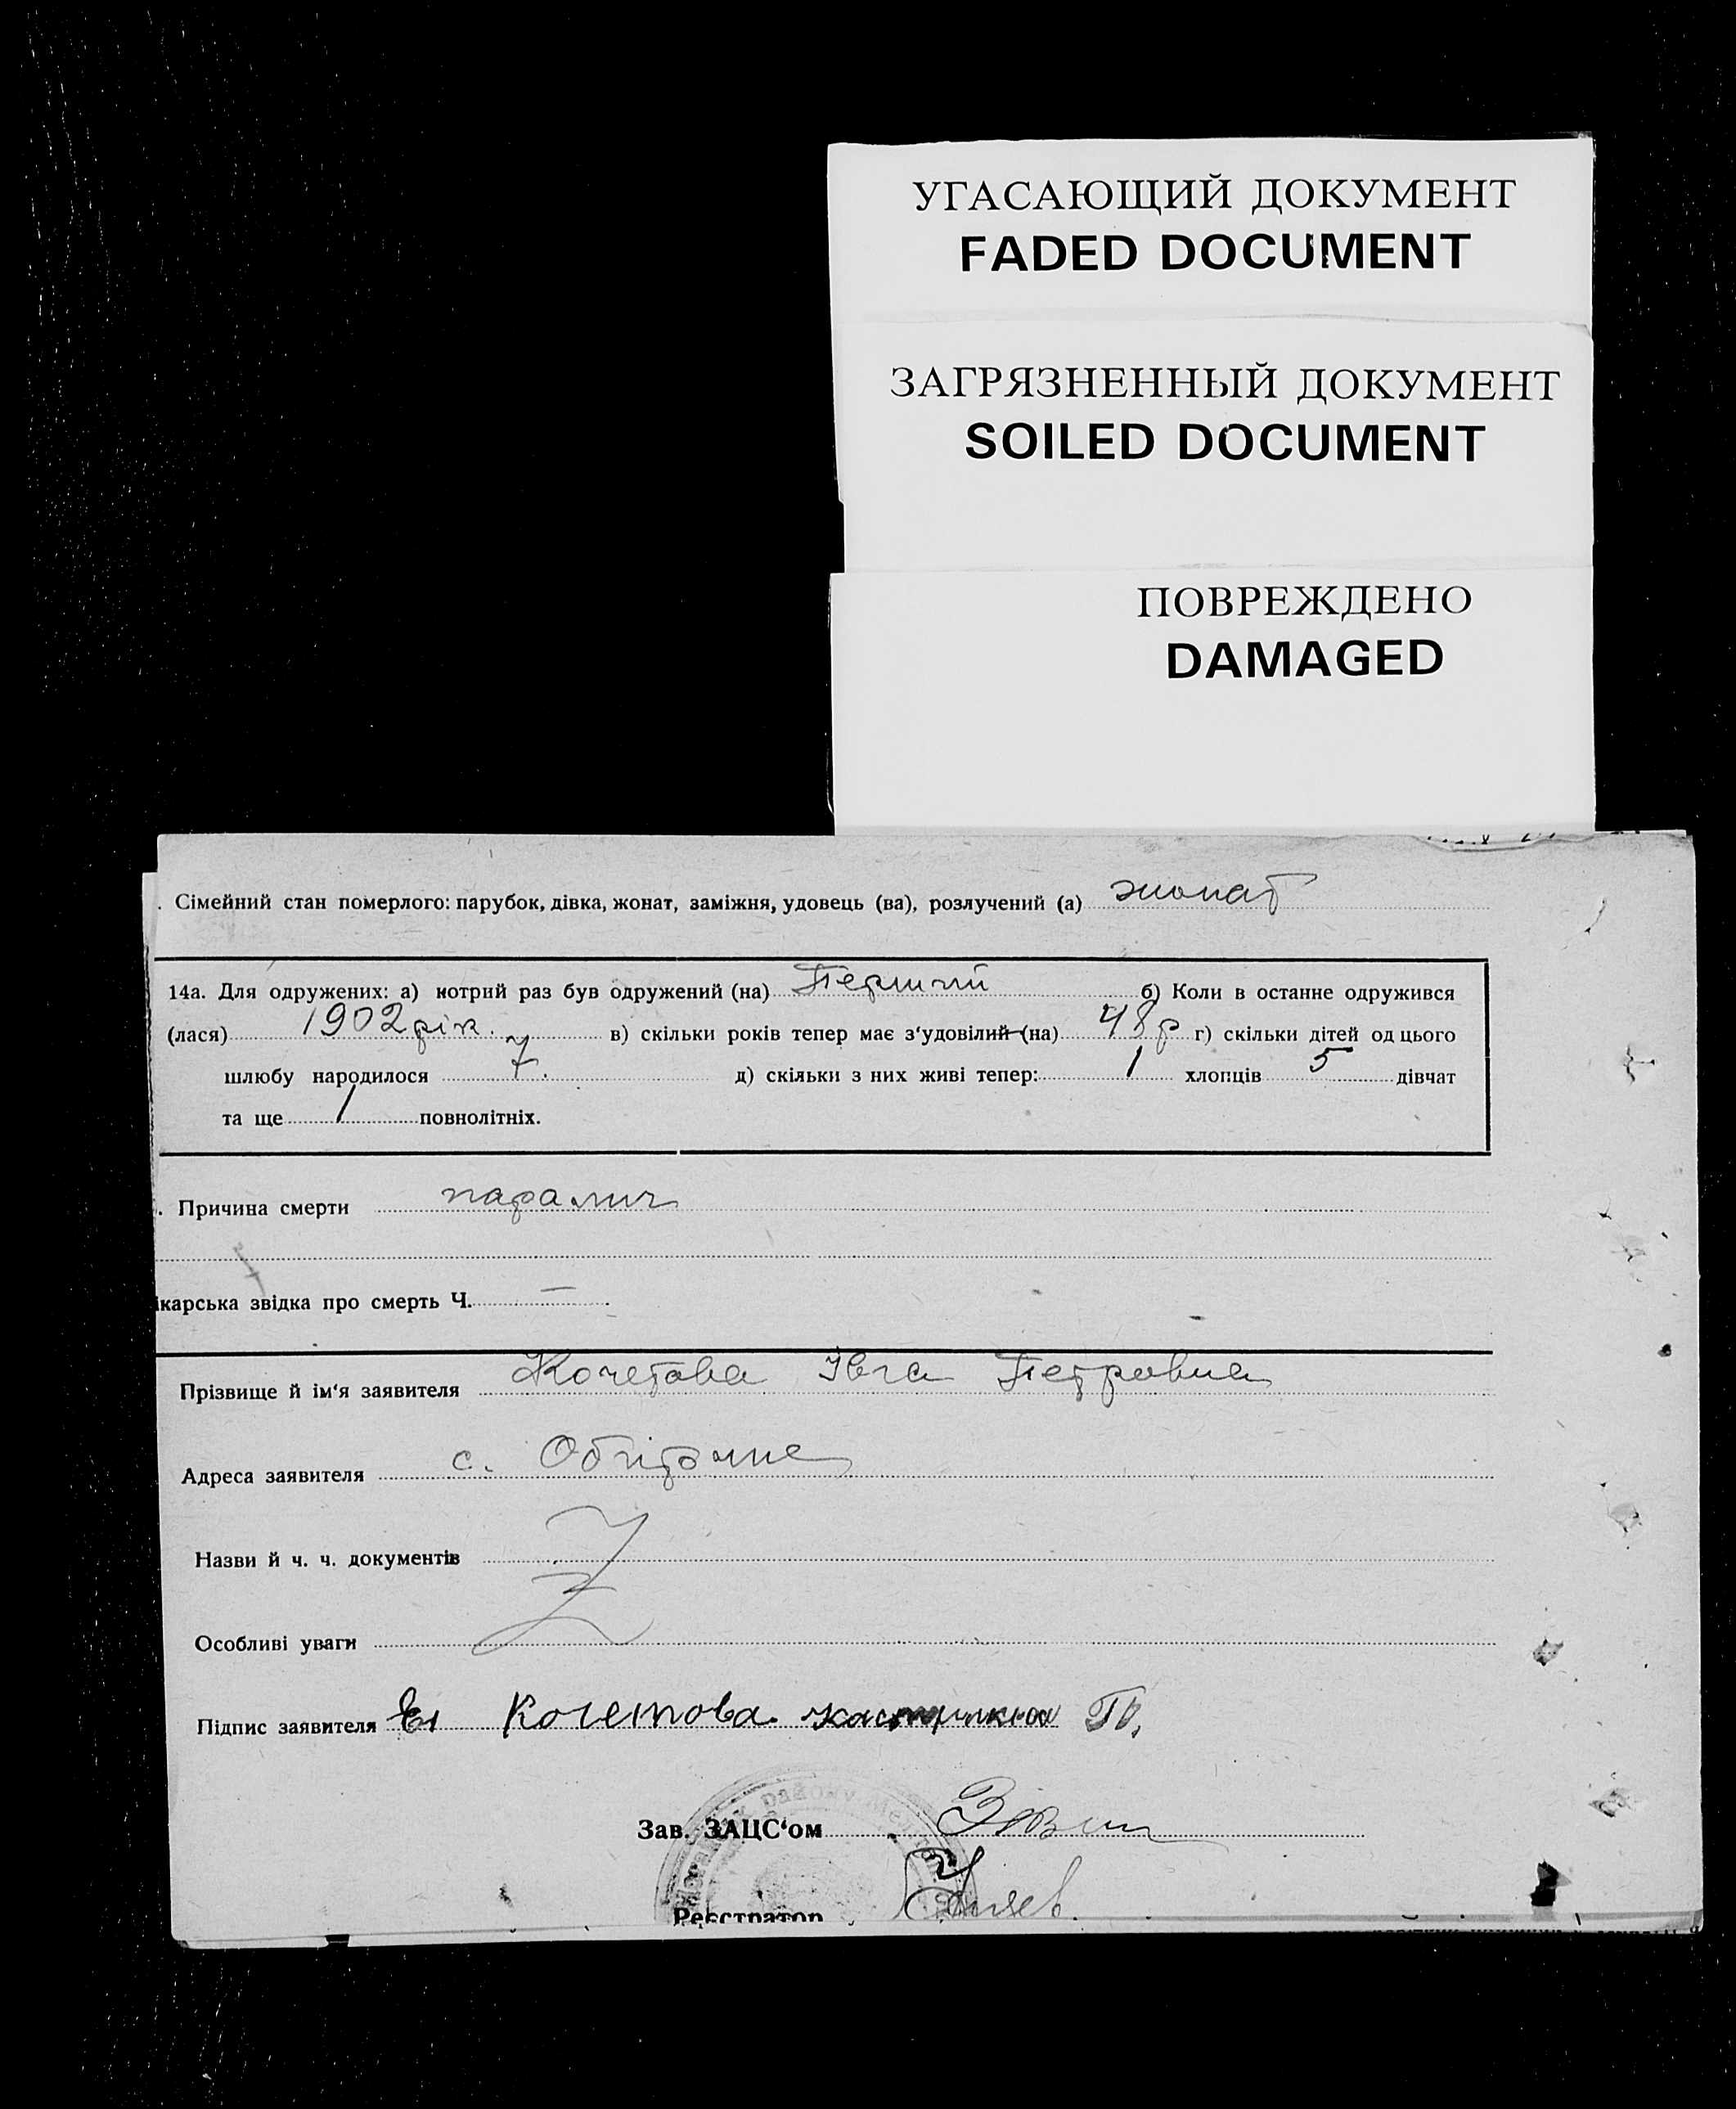 УГАСАЮЩИЙ ДОКУМЕНТ
FADED DOCUMENT
ЗАГРЯЗНЕННЫЙ ДОКУМЕНТ
SOILED DOCUMENT
ПОВРЕЖДЕНО
DAMAGED
. Сімейний стан померлого: парубок, дівка, жонат, заміжня, удовець (ва), розлучений (а) жонат
14а. Для одружених: а) котрий раз був одружений (на) Перший б) Коли в останне одружився
(лася) 1902 рік. в) скільки років тепер має з'удовілий (на) 48 р г) скільки дітей од цього
шлюбу народилося 7. д) скільки з них живі тепер: 1 хлопців 5 дівчат
та ще 1 повнолітніх.
. Причина смерти паралич
ікарська звідка про смерть Ч. —
Прізвище й ім'я заявителя Кочетова Івга Петровна
Адреса заявителя с.
Назви й ч. ч. документів
Особливі уваги
Підпис заявителя Кочетова
Зав. ЗАЦС'ом
Реєстратор